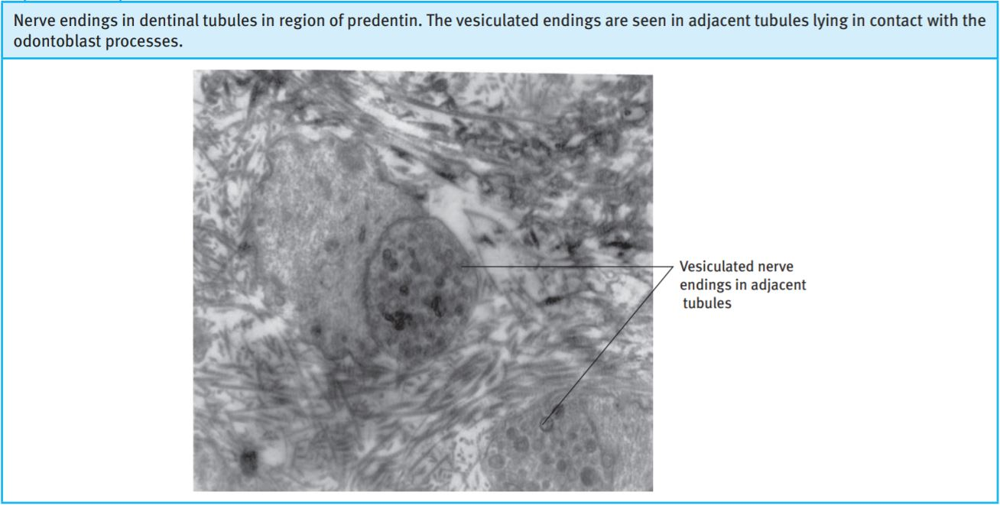 Nerve endings in dentinal tubules in region of predentin. The vesiculated endings are seen in adjacent tubules lying in contact with the
odontoblast processes.
Vesiculated nerve
endings in adjacent
tubules